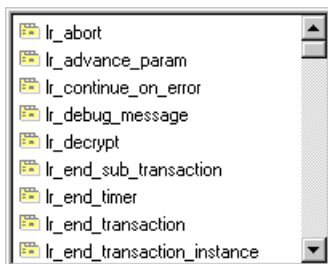 lr_abort
lr_advance_param
lr_continue_on_error
lr_debug_message
lr_decrypt
lr_end_sub_transaction
lr_end_timer
lr_end_transaction
lr_end_transaction_instance